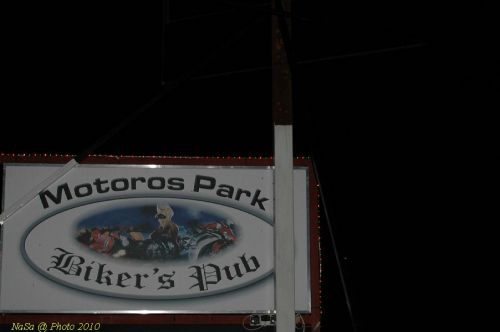 Motoros Park
Biker's Pub
NaSa @ Photo 2010